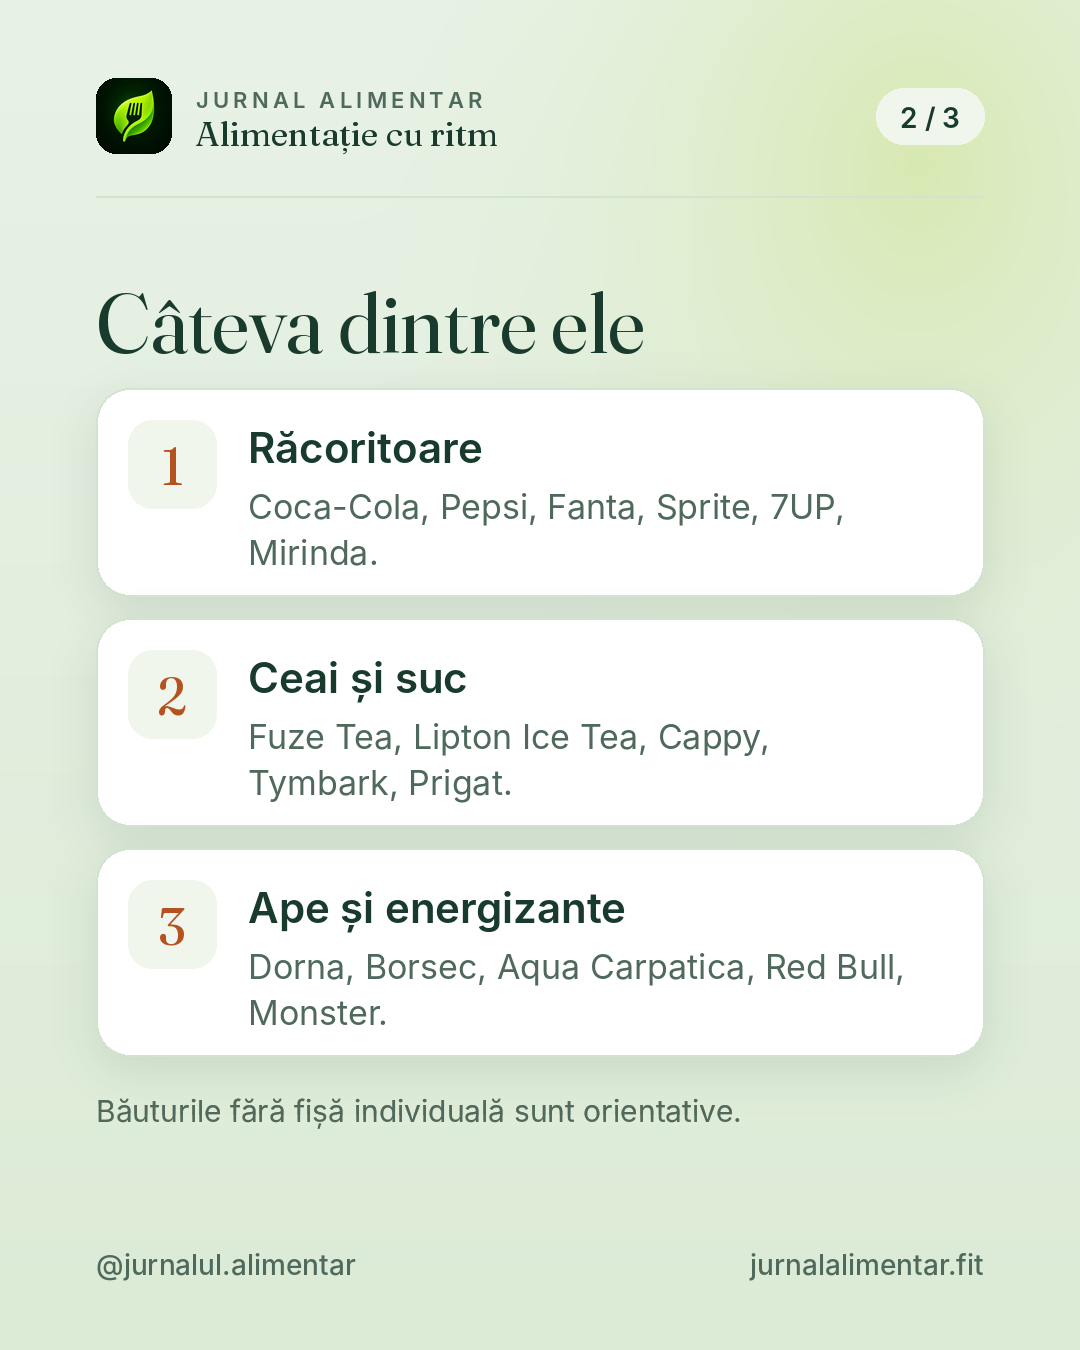 JURNAL ALIMENTAR
Alimentație cu ritm
2 / 3
Câteva dintre ele
1
Răcoritoare
Coca-Cola, Pepsi, Fanta, Sprite, 7UP,
Mirinda.
2
Ceai și suc
Fuze Tea, Lipton Ice Tea, Cappy,
Tymbark, Prigat.
3
Ape și energizante
Dorna, Borsec, Aqua Carpatica, Red Bull,
Monster.
Băuturile fără fișă individuală sunt orientative.
@jurnalul.alimentar
jurnalalimentar.fit